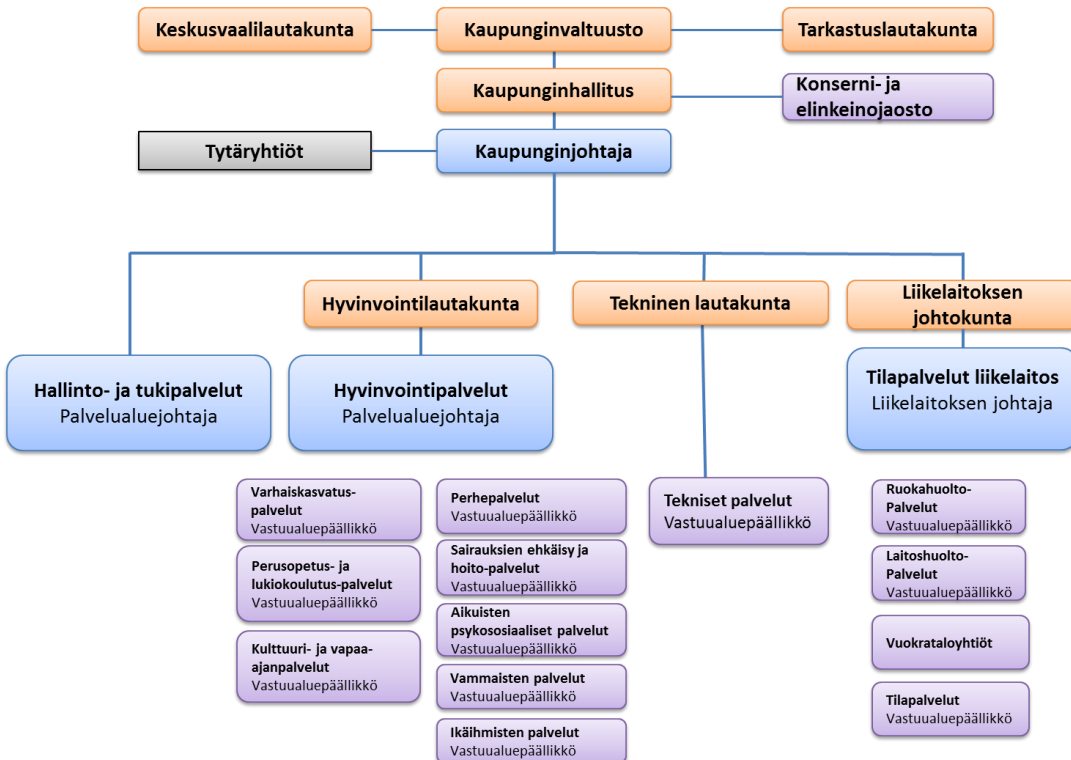 Keskusvaalilautakunta
Kaupunginvaltuusto
Tarkastuslautakunta
Kaupunginhallitus
Konserni- ja
elinkeinojaosto
Tytäryhtiöt
Kaupunginjohtaja
Hyvinvointilautakunta
Tekninen lautakunta
Liikelaitoksen
johtokunta
Hallinto- ja tukipalvelut
Palvelualuejohtaja
Hyvinvointipalvelut
Palvelualuejohtaja
Tilapalvelut liikelaitos
Liikelaitoksen johtaja
Varhaiskasvatus-
palvelut
Vastuualuepäällikkö
Perusopetus- ja
lukiokoulutus-palvelut
Vastuualuepäällikkö
Kulttuuri- ja vapaa-
ajanpalvelut
Vastuualuepäällikkö
Perhepalvelut
Vastuualuepäällikkö
Sairauksien ehkäisy ja
hoito-palvelut
Vastuualuepäällikkö
Aikuisten
psykososiaaliset palvelut
Vastuualuepäällikkö
Vammaisten palvelut
Vastuualuepäällikkö
Ikäihmisten palvelut
Vastuualuepäällikkö
Tekniset palvelut
Vastuualuepäällikkö
Ruokahuolto-
Palvelut
Vastuualuepäällikkö
Laitoshuolto-
Palvelut
Vastuualuepäällikkö
Vuokrataloyhtiöt
Tilapalvelut
Vastuualuepäällikkö